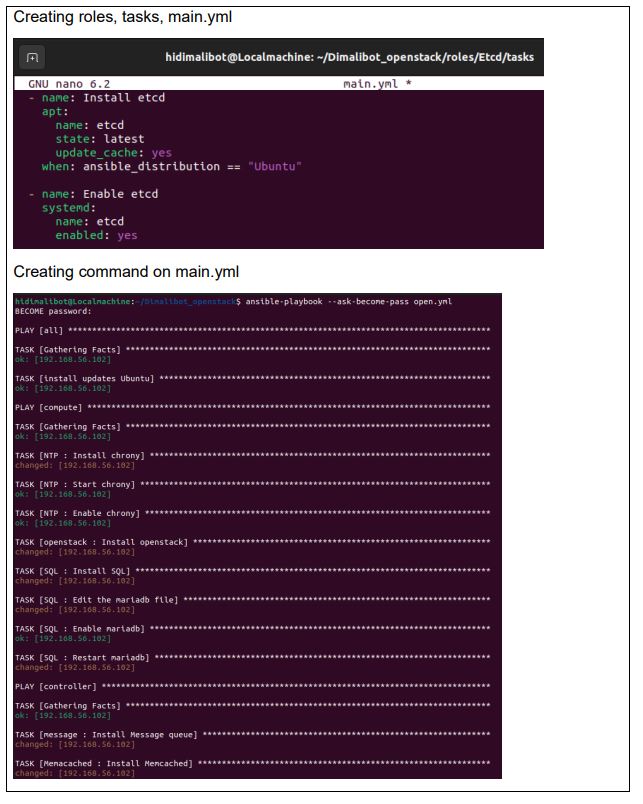 Creating roles, tasks, main.yml
hidimalibot@Localmachine: ~/Dimalibot_openstack/roles/Etcd/tasks
GNU nano 6.2 main.yml *
- name: Install etcd
apt:
name: etcd
state: latest
update_cache: yes
when: ansible_distribution == "Ubuntu"
- name: Enable etcd
systemd:
name: etcd
enabled: yes
Creating command on main.yml
hidimalibot@Localmachine:~/Dimalibot_openstack$ ansible-playbook --ask-become-pass open.yml
BECOME password:
PLAY [all] ****************************************************************************************
TASK [Gathering Facts] ****************************************************************************
ok: [192.168.56.102]
TASK [install updates Ubuntu] *********************************************************************
PLAY [compute] ************************************************************************************
TASK [Gathering Facts] ****************************************************************************
ok: [192.168.56.102]
TASK [NTP : Install chrony] ***********************************************************************
changed: [192.168.56.102]
TASK [NTP : Start chrony] *************************************************************************
ok: [192.168.56.102]
TASK [NTP : Enable chrony] ************************************************************************
ok: [192.168.56.102]
TASK [openstack : Install openstack] **************************************************************
changed: [192.168.56.102]
TASK [SQL : Install SQL] **************************************************************************
changed: [192.168.56.102]
TASK [SQL : Edit the mariadb file] ****************************************************************
changed: [192.168.56.102]
TASK [SQL : Enable mariadb] ***********************************************************************
ok: [192.168.56.102]
TASK [SQL : Restart mariadb] **********************************************************************
changed: [192.168.56.102]
PLAY [controller] *********************************************************************************
TASK [Gathering Facts] ****************************************************************************
ok: [192.168.56.102]
TASK [message : Install Message queue] ************************************************************
changed: [192.168.56.102]
TASK [Memacached : Install Memcached] *************************************************************
changed: [192.168.56.102]